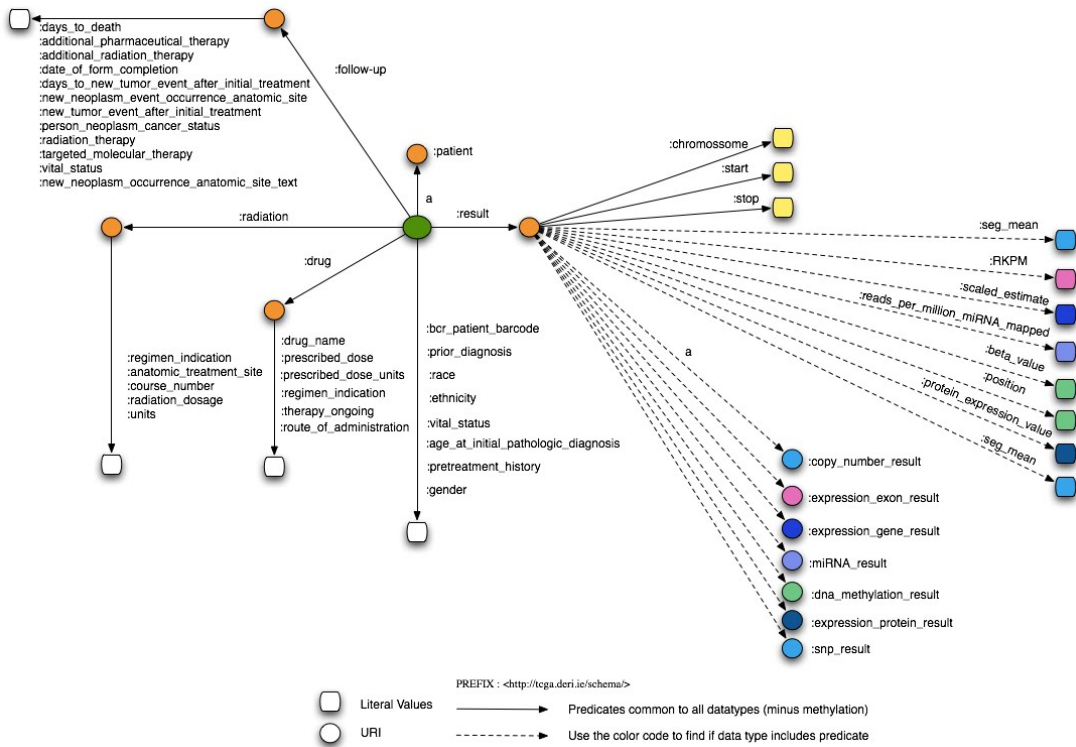 :days_to_death
:additional_pharmaceutical_therapy
:additional_radiation_therapy
:date_of_form_completion
:days_to_new_tumor_event_after_initial_treatment
:new_neoplasm_event_occurrence_anatomic_site
:new_tumor_event_after_initial_treatment
:person_neoplasm_cancer_status
:radiation_therapy
:targeted_molecular_therapy
:vital_status
:new_neoplasm_occurrence_anatomic_site_text
:follow-up
:patient
a
:radiation
:result
:drug
:chromossome
:start
:stop
:seg_mean
:RKPM
:scaled_estimate
:reads_per_million_miRNA_mapped
:beta_value
:position
:protein_expression_value
:seg_mean
:regimen_indication
:anatomic_treatment_site
:course_number
:radiation_dosage
:units
:drug_name
:prescribed_dose
:prescribed_dose_units
:regimen_indication
:therapy_ongoing
:route_of_administration
:bcr_patient_barcode
:prior_diagnosis
:race
:ethnicity
:vital_status
:age_at_initial_pathologic_diagnosis
:pretreatment_history
:gender
a
:copy_number_result
:expression_exon_result
:expression_gene_result
:miRNA_result
:dna_methylation_result
:expression_protein_result
:snp_result
PREFIX : <http://tcga.deri.ie/schema/>
Literal Values
Predicates common to all datatypes (minus methylation)
URI
Use the color code to find if data type includes predicate